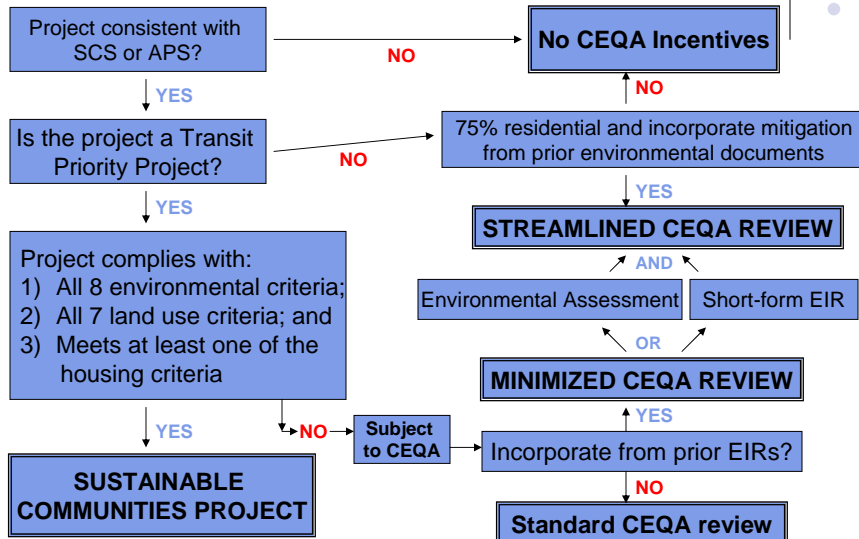 Project consistent with
SCS or APS?
NO
No CEQA Incentives
YES
NO
Is the project a Transit
Priority Project?
NO
75% residential and incorporate mitigation
from prior environmental documents
YES
YES
STREAMLINED CEQA REVIEW
AND
Project complies with:
1) All 8 environmental criteria;
2) All 7 land use criteria; and
3) Meets at least one of the
housing criteria
Environmental Assessment
Short-form EIR
OR
MINIMIZED CEQA REVIEW
YES
YES
NO
Subject
to CEQA
Incorporate from prior EIRs?
NO
SUSTAINABLE
COMMUNITIES PROJECT
Standard CEQA review